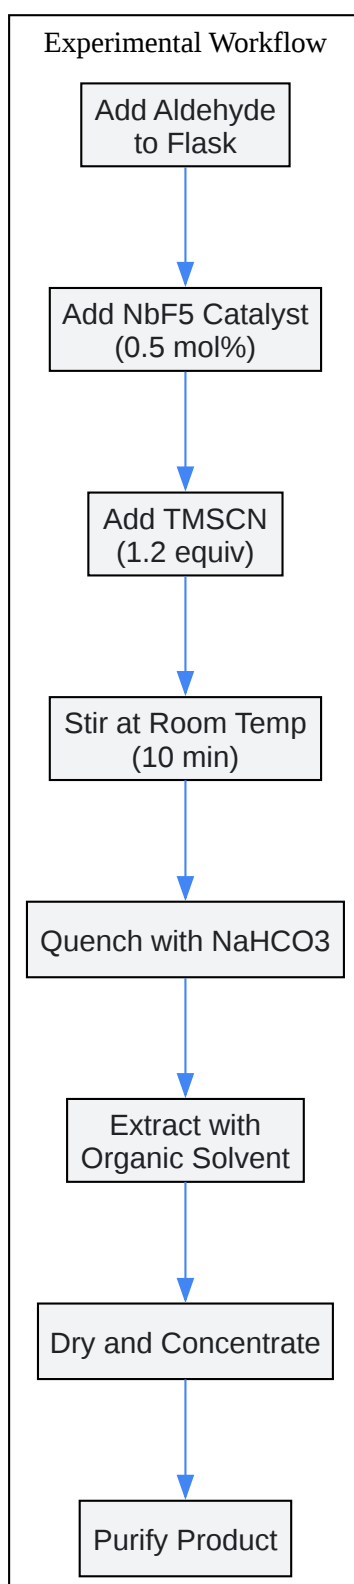 Experimental Workflow
Add Aldehyde
to Flask
Add NbF5 Catalyst
(0.5 mol%)
Add TMSCN
(1.2 equiv)
Stir at Room Temp
(10 min)
Quench with NaHCO3
Extract with
Organic Solvent
Dry and Concentrate
Purify Product